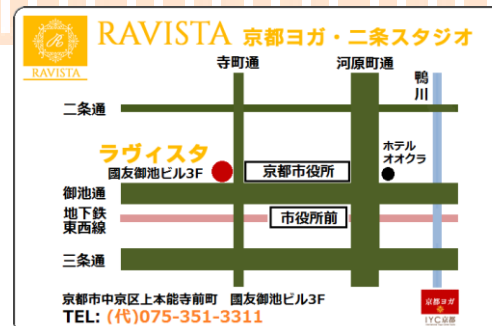 RAVISTA
RAVISTA 京都ヨガ・二条スタジオ
寺町通
河原町通
鴨川
二条通
ラヴィスタ
國友御池ビル3F
京都市役所
ホテル
オオクラ
御池通
地下鉄
東西線
市役所前
三条通
京都市中京区上本能寺前町 國友御池ビル3F
TEL: (代)075-351-3311
京都ヨガ
IYC京都